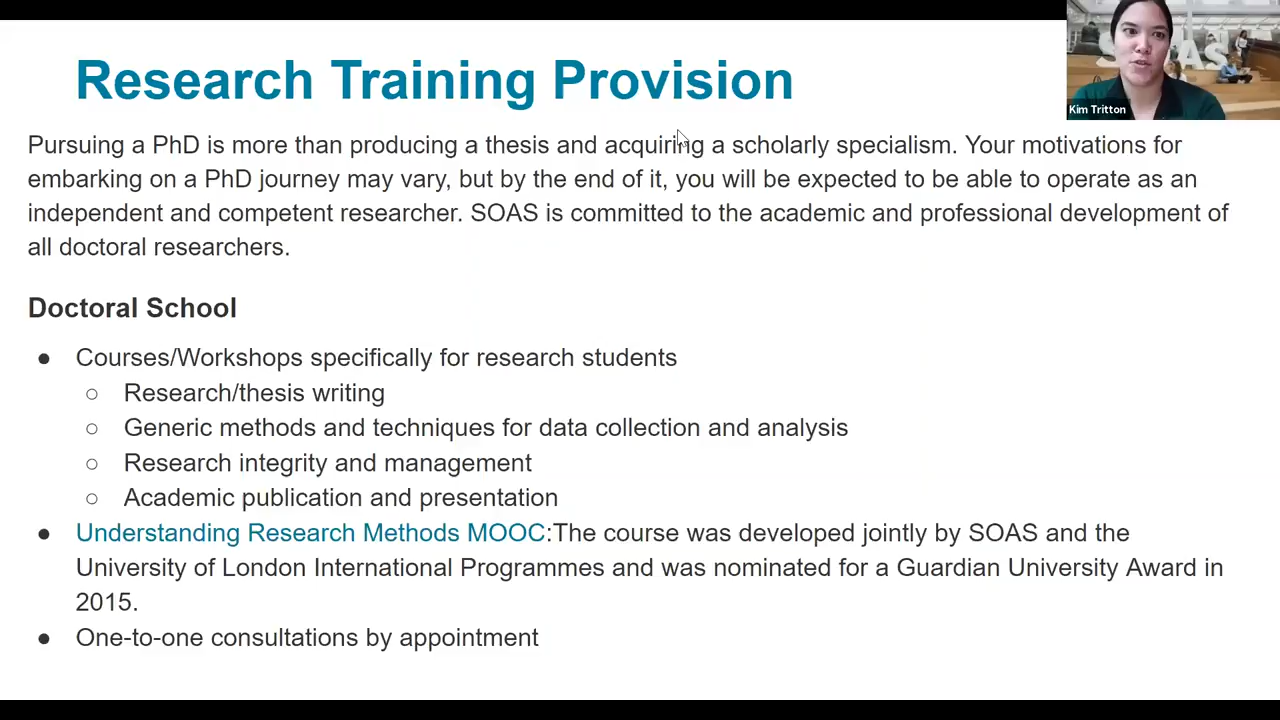 Research Training Provision
SOAS
Kim Tritton
Pursuing a PhD is more than producing a thesis and acquiring a scholarly specialism. Your motivations for
embarking on a PhD journey may vary, but by the end of it, you will be expected to be able to operate as an
independent and competent researcher. SOAS is committed to the academic and professional development of
all doctoral researchers.
Doctoral School
● Courses/Workshops specifically for research students
○ Research/thesis writing
○ Generic methods and techniques for data collection and analysis
○ Research integrity and management
○ Academic publication and presentation
● Understanding Research Methods MOOC:The course was developed jointly by SOAS and the
University of London International Programmes and was nominated for a Guardian University Award in
2015.
● One-to-one consultations by appointment